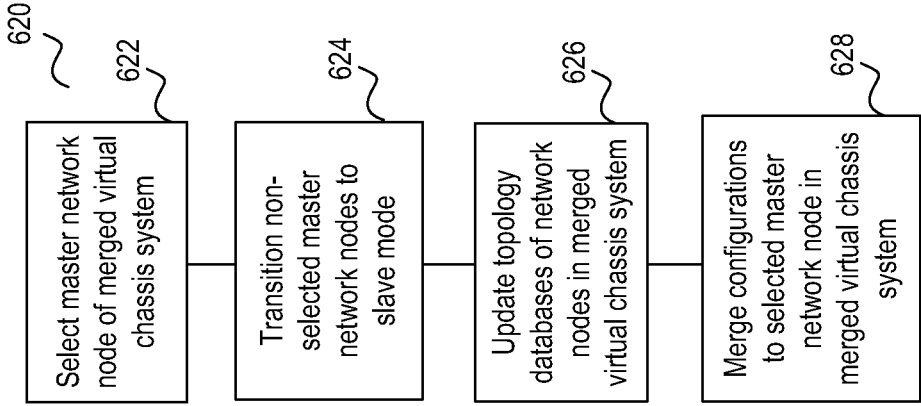 620
622
Select master network
node of merged virtual
chassis system
624
Transition non-
selected master
network nodes to
slave mode
626
Update topology
databases of network
nodes in merged
virtual chassis system
628
Merge configurations
to selected master
network node in
merged virtual chassis
system